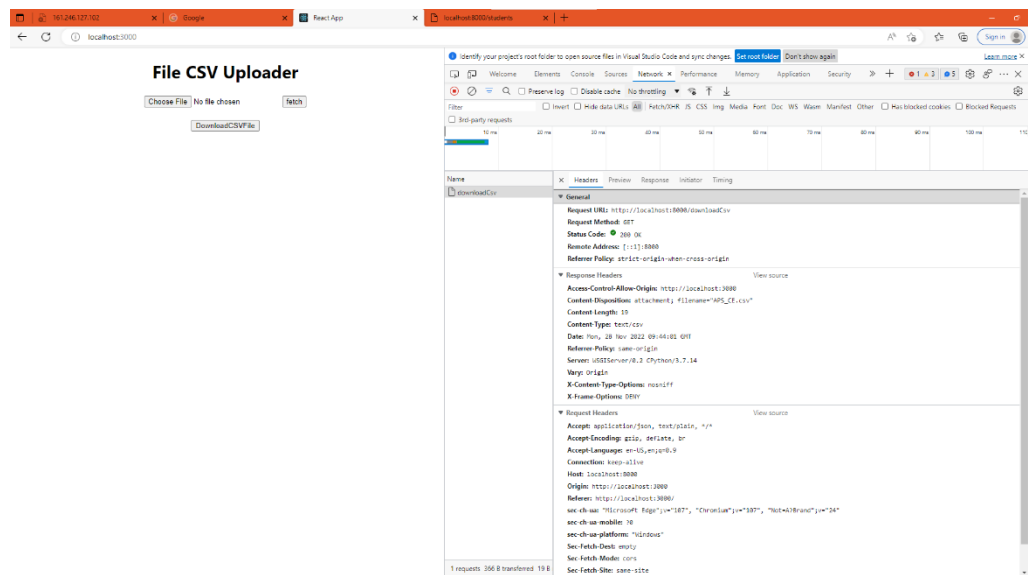 161.246.127.102
Google
React App
localhost:8000/students
localhost:3000
Sign in
Identify your project's root folder to open source files in Visual Studio Code and sync changes. Set root folder Don't show again Learn more
File CSV Uploader
Choose File No file chosen fetch
DownloadCSVFile
Welcome Elements Console Sources Network Performance Memory Application Security
Preserve log Disable cache No throttling
Filter Invert Hide data URLs All Fetch/XHR JS CSS Img Media Font Doc WS Wasm Manifest Other Has blocked cookies Blocked Requests
3rd-party requests
10 ms 20 ms 30 ms 40 ms 50 ms 60 ms 70 ms 80 ms 90 ms 100 ms 110
Name
downloadCsv
Headers Preview Response Initiator Timing
General
Request URL: http://localhost:8000/downloadCsv
Request Method: GET
Status Code: 200 OK
Remote Address: [::1]:8000
Referrer Policy: strict-origin-when-cross-origin
Response Headers View source
Access-Control-Allow-Origin: http://localhost:3000
Content-Disposition: attachment; filename="APS_CE.csv"
Content-Length: 19
Content-Type: text/csv
Date: Mon, 28 Nov 2022 09:44:01 GMT
Referrer-Policy: same-origin
Server: WSGIServer/0.2 CPython/3.7.14
Vary: Origin
X-Content-Type-Options: nosniff
X-Frame-Options: DENY
Request Headers View source
Accept: application/json, text/plain, */*
Accept-Encoding: gzip, deflate, br
Accept-Language: en-US,en;q=0.9
Connection: keep-alive
Host: localhost:8000
Origin: http://localhost:3000
Referer: http://localhost:3000/
sec-ch-ua: "Microsoft Edge";v="107", "Chromium";v="107", "Not=A?Brand";v="24"
sec-ch-ua-mobile: ?0
sec-ch-ua-platform: "Windows"
Sec-Fetch-Dest: empty
Sec-Fetch-Mode: cors
Sec-Fetch-Site: same-site
1 requests 366 B transferred 19 B